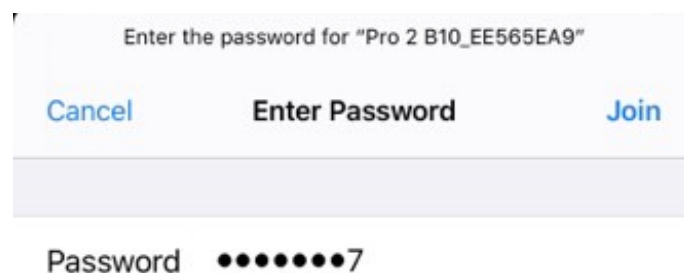 Enter the password for “Pro 2 B10_EE565EA9”
Cancel Enter Password Join
Password ●●●●●●●7